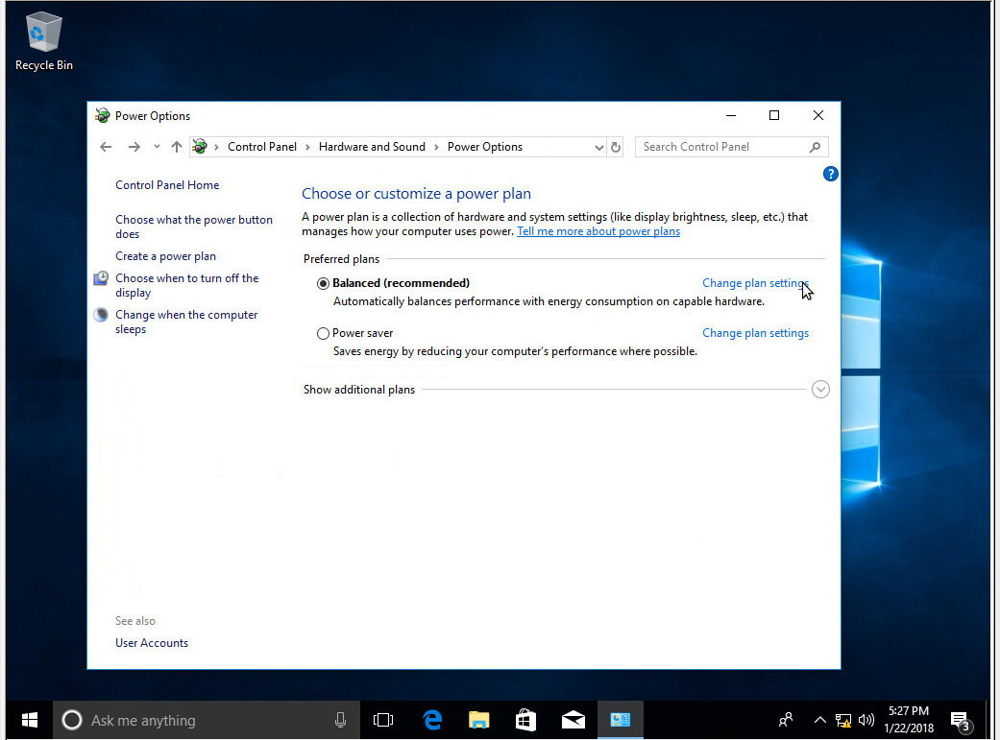 Recycle Bin
Power Options
Control Panel
Hardware and Sound
Power Options
Search Control Panel
?
Control Panel Home
Choose what the power button
does
Create a power plan
Choose when to turn off the
display
Change when the computer
sleeps
Choose or customize a power plan
A power plan is a collection of hardware and system settings (like display brightness, sleep, etc.) that
manages how your computer uses power. Tell me more about power plans
Preferred plans
Balanced (recommended)
Change plan settings
Automatically balances performance with energy consumption on capable hardware.
Power saver
Change plan settings
Saves energy by reducing your computer's performance where possible.
Show additional plans
See also
User Accounts
Ask me anything
5:27 PM
1/22/2018
3